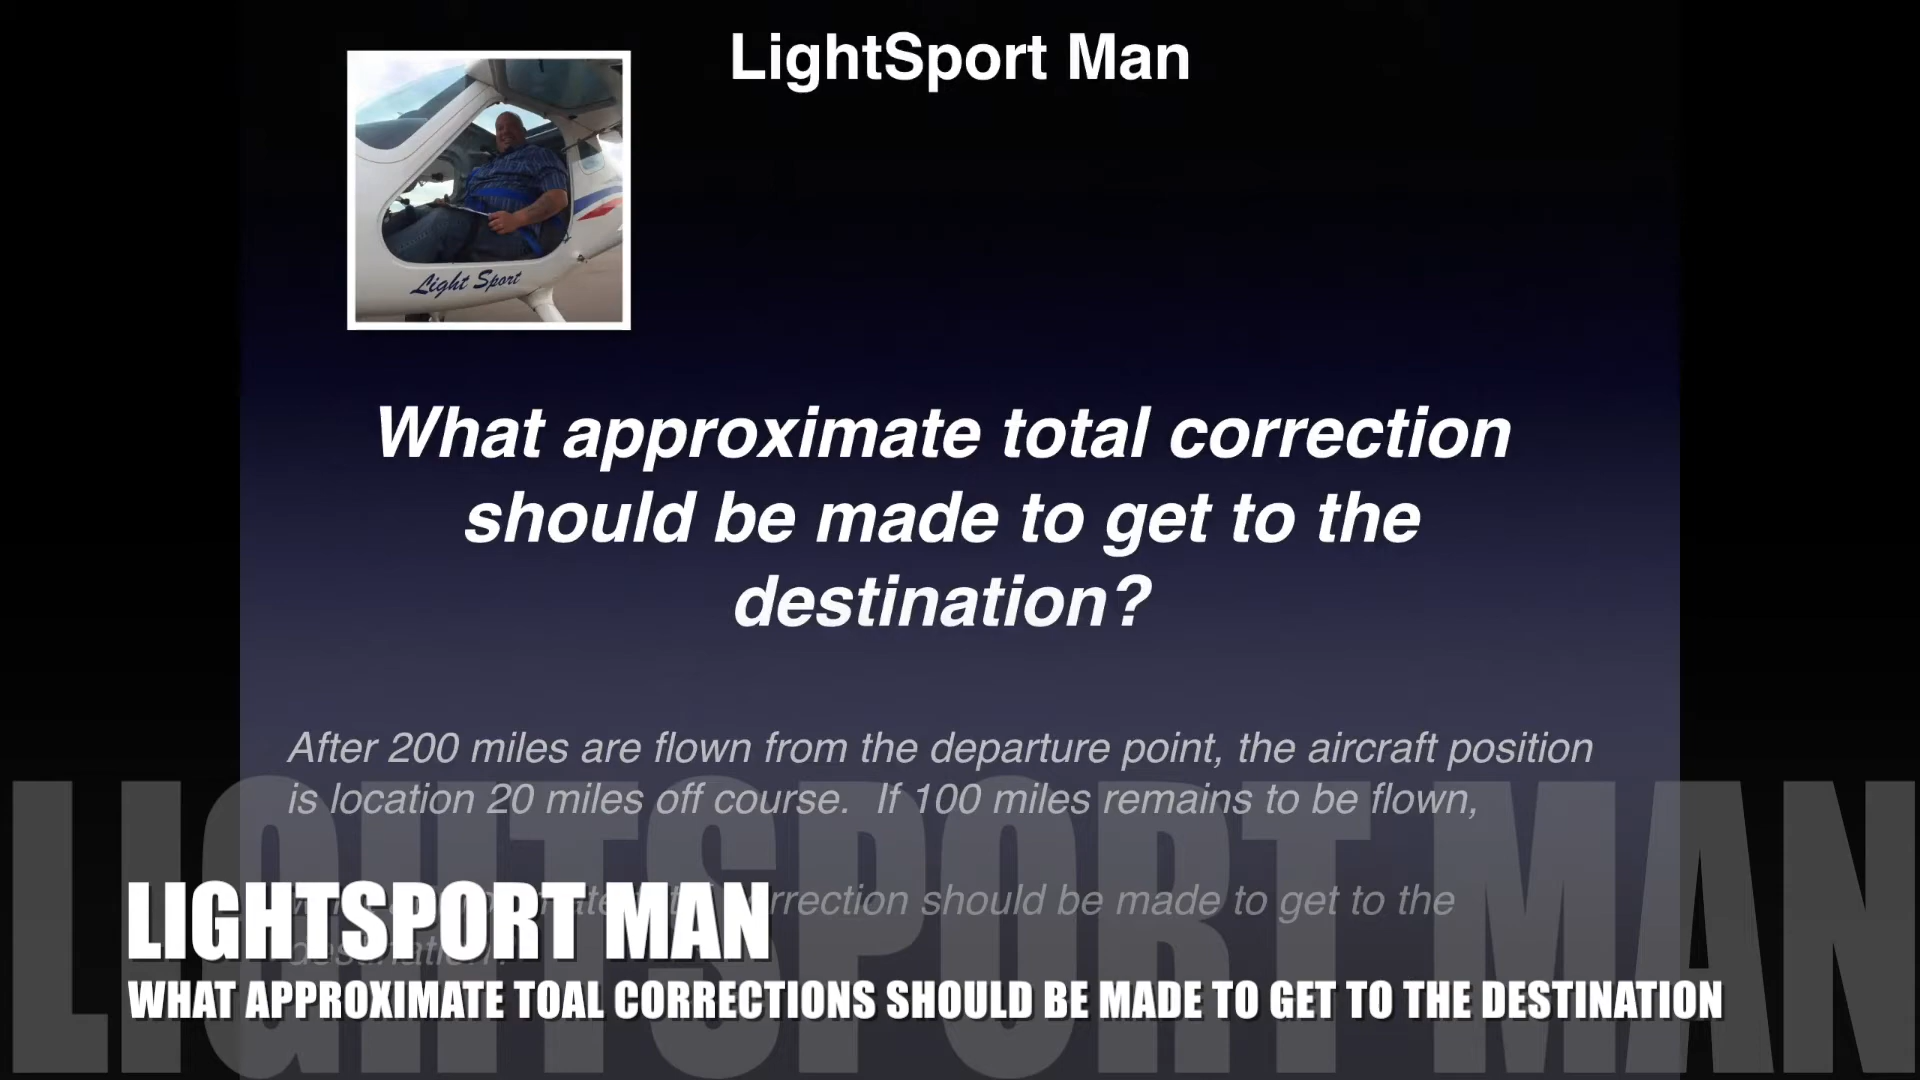 LightSport Man
Light Sport
What approximate total correction
should be made to get to the
destination?
After 200 miles are flown from the departure point, the aircraft position
is location 20 miles off course. If 100 miles remains to be flown,
correction should be made to get to the
LIGHTSPORT MAN
LIGHTSPORT MAN
WHAT APPROXIMATE TOAL CORRECTIONS SHOULD BE MADE TO GET TO THE DESTINATION